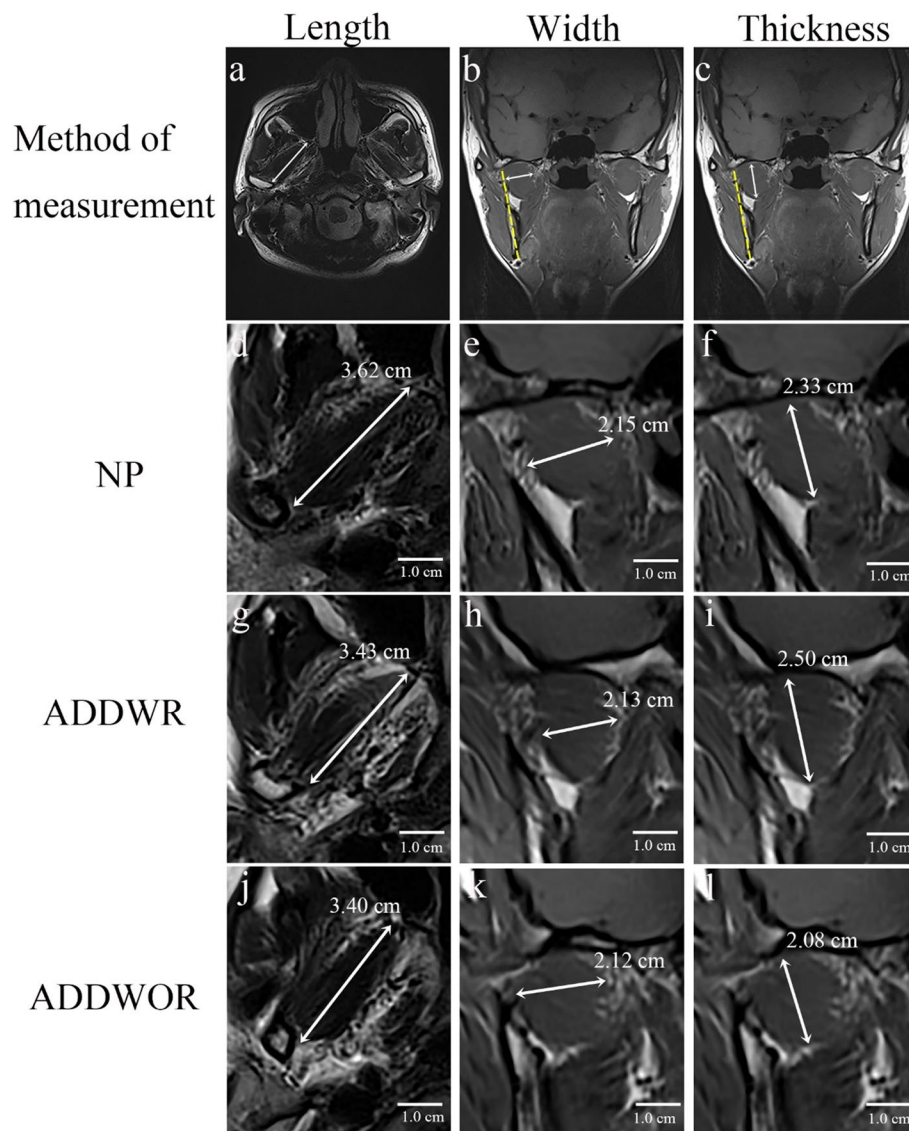 Length Width Thickness
Method of
measurement
a b c
NP
d e f
3.62 cm 2.15 cm 2.33 cm
1.0 cm 1.0 cm 1.0 cm
ADDWR
g h i
3.43 cm 2.13 cm 2.50 cm
1.0 cm 1.0 cm 1.0 cm
ADDWOR
j k l
3.40 cm 2.12 cm 2.08 cm
1.0 cm 1.0 cm 1.0 cm